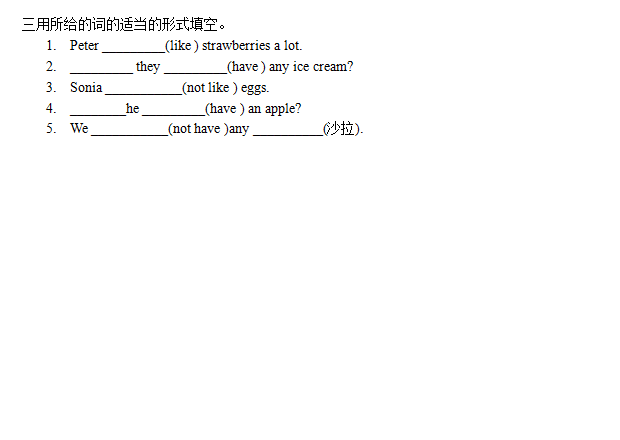 三用所给的词的适当的形式填空。
1. Peter _________(like ) strawberries a lot.
2. _________ they _________(have ) any ice cream?
3. Sonia ___________(not like ) eggs.
4. ________he _________(have ) an apple?
5. We ___________(not have )any __________(沙拉).